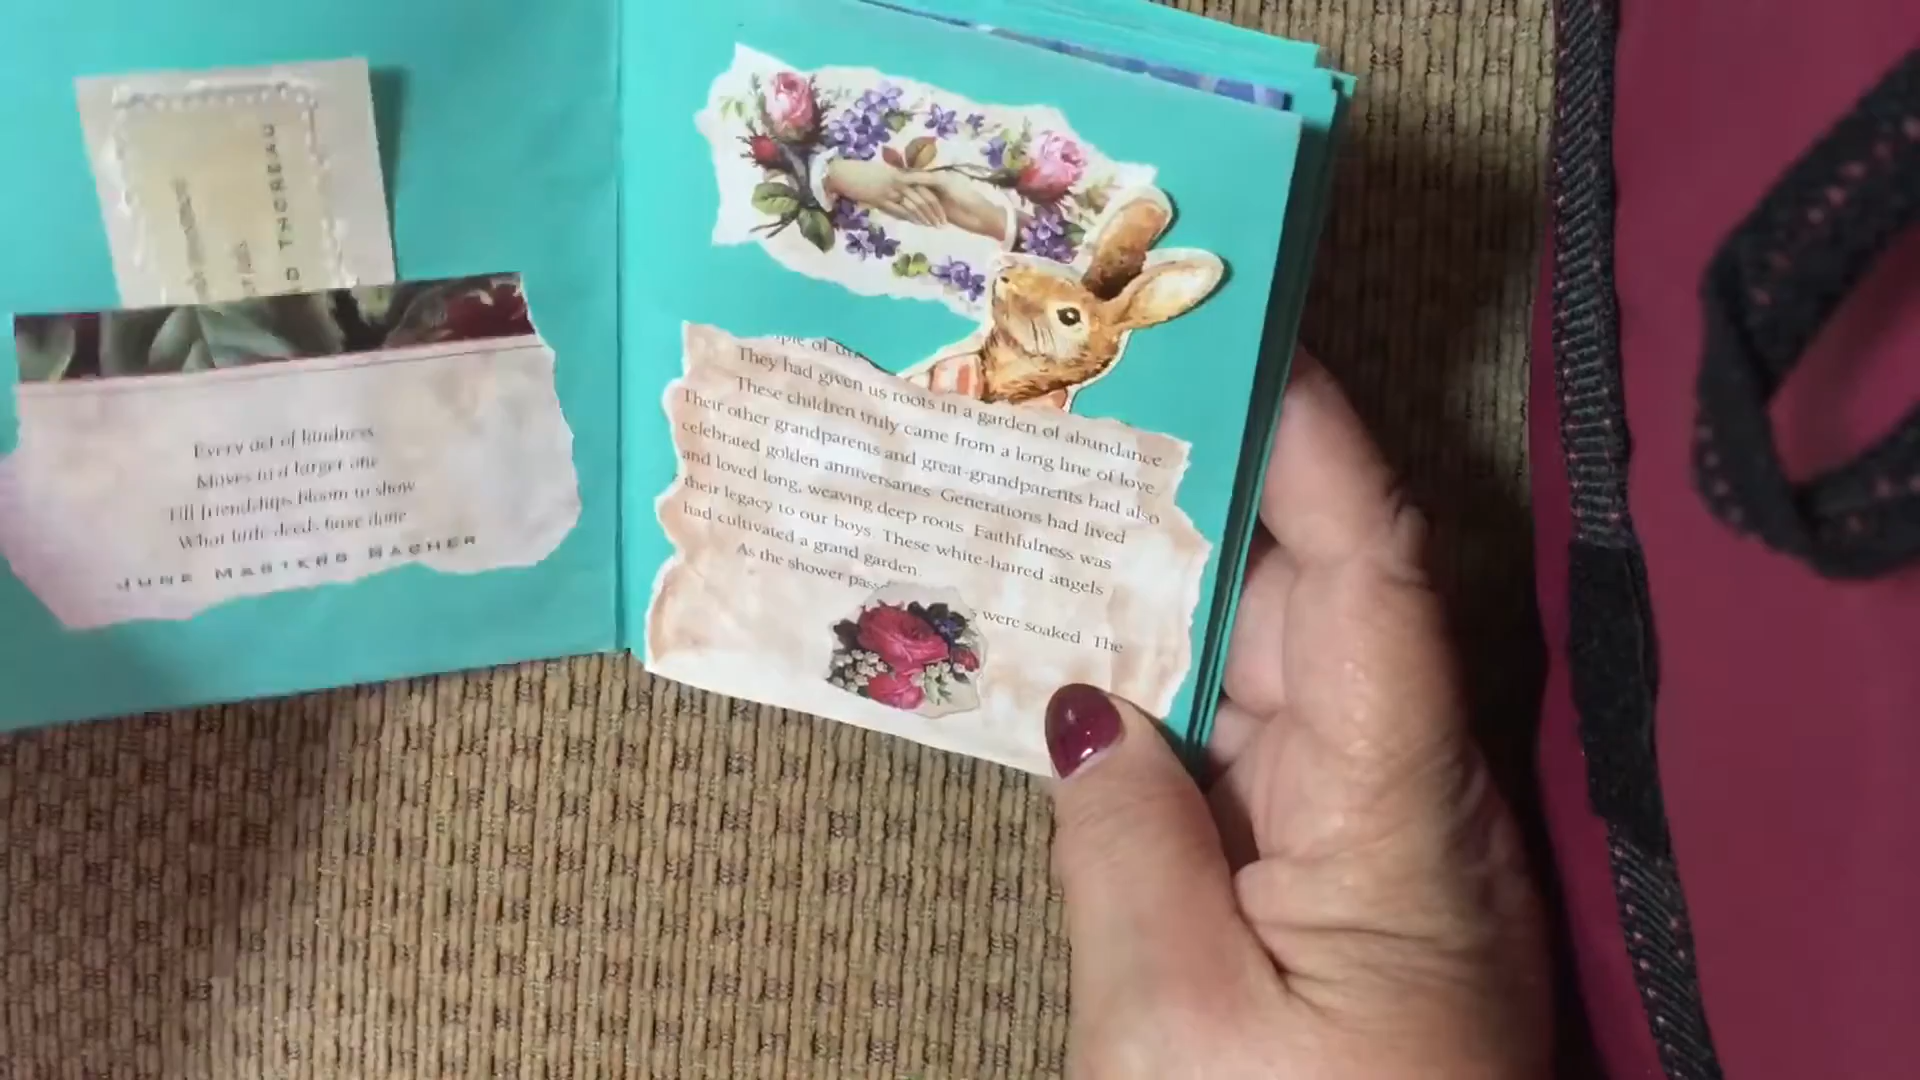 D THOREAU
Every act of kindness
Moves to a larger one
Till friendships bloom to show
What little deeds have done
JUNE MASTERS BACHER
ple of
They had given us roots in a garden of abundance.
These children truly came from a long line of love.
Their other grandparents and great-grandparents had also
celebrated golden anniversaries. Generations had lived
and loved long, weaving deep roots. Faithfulness was
their legacy to our boys. These white-haired angels
had cultivated a grand garden.
As the shower pass s were soaked. The